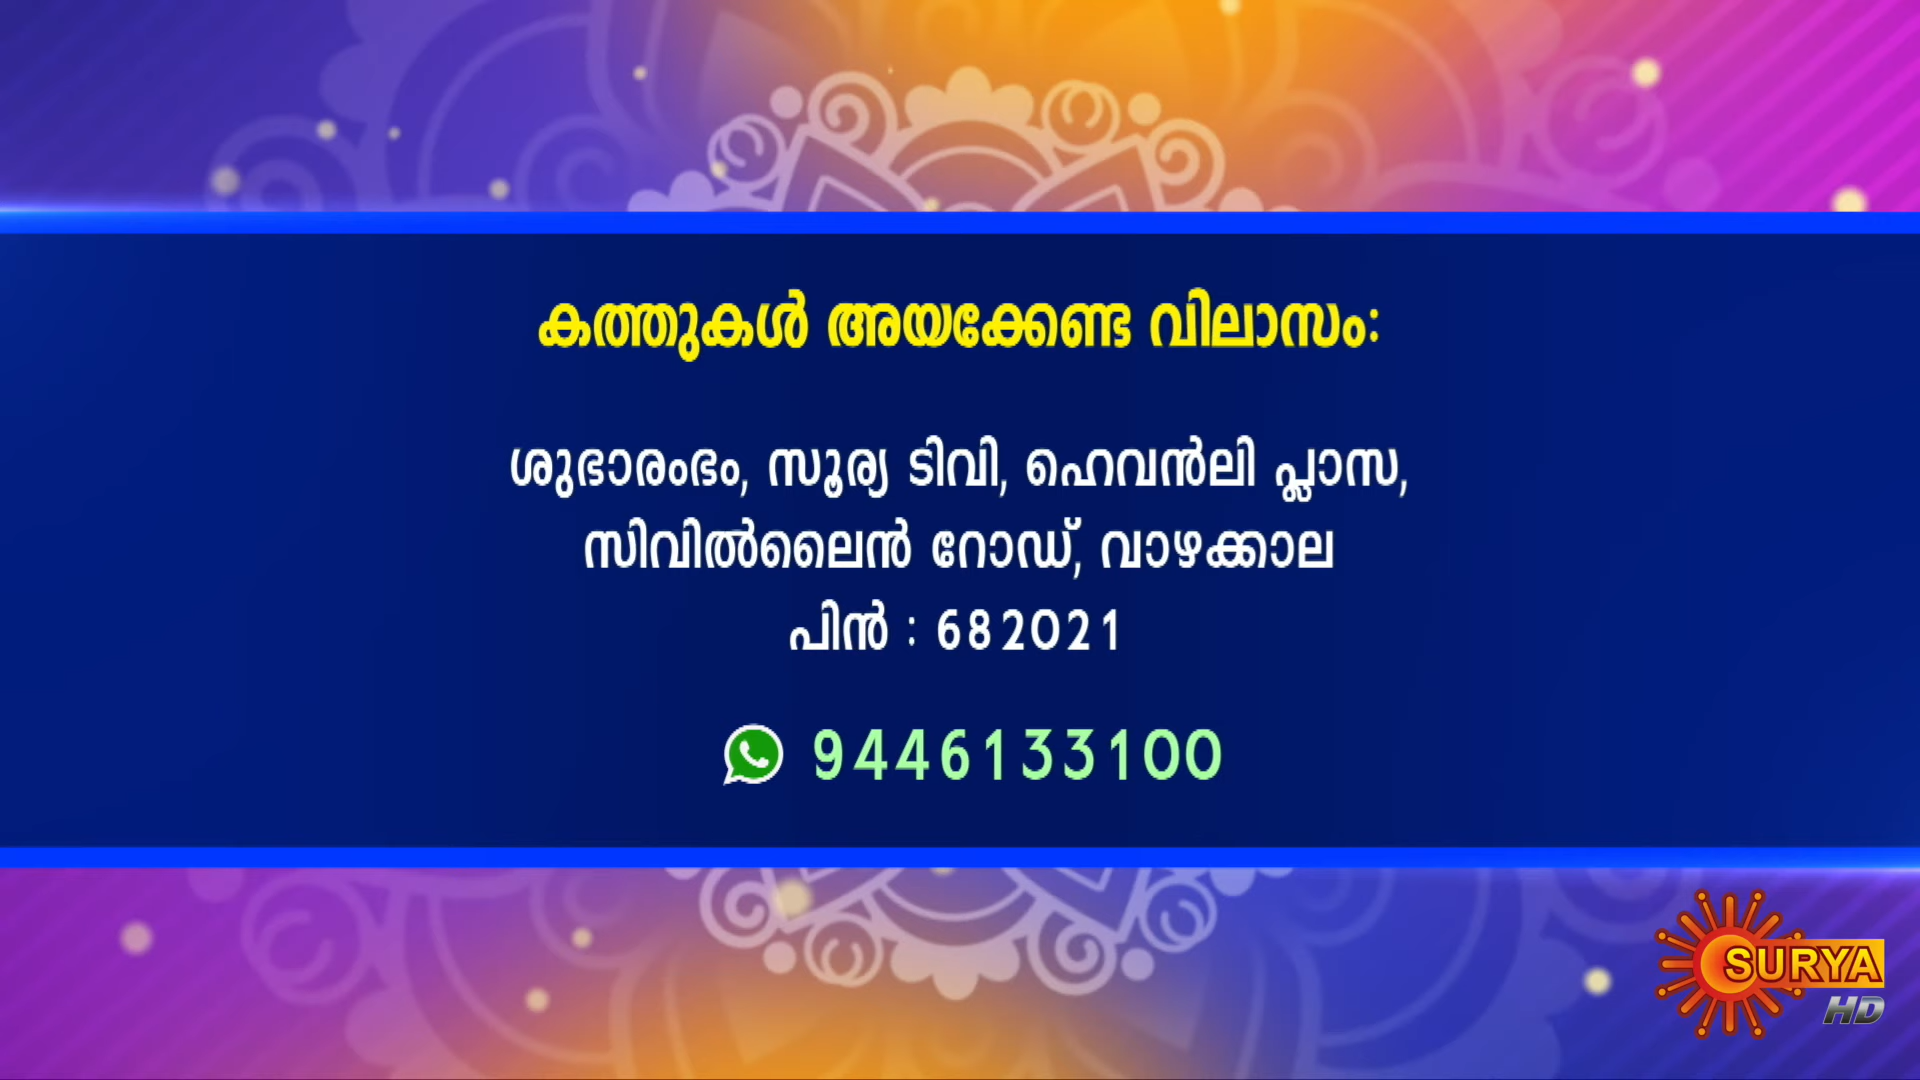 കത്തുകൾ അയക്കേണ്ട വിലാസം:
ശുഭാരംഭം, സൂര്യ ടിവി, ഹെവൻലി പ്ലാസ,
സിവിൽലൈൻ റോഡ്, വാഴക്കാല
പിൻ : 682021
9446133100
SURYA
HD